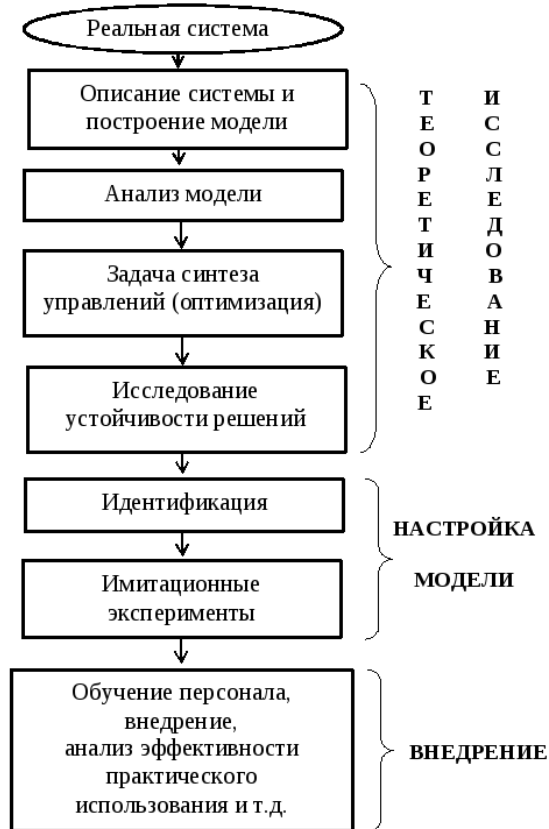 Реальная система
Описание системы и
построение модели
Анализ модели
Задача синтеза
управлений (оптимизация)
Исследование
устойчивости решений
ТЕОРЕТИЧЕСКОЕ
ИССЛЕДОВАНИЕ
Идентификация
Имитационные
эксперименты
НАСТРОЙКА
МОДЕЛИ
Обучение персонала,
внедрение,
анализ эффективности
практического
использования и т.д.
ВНЕДРЕНИЕ